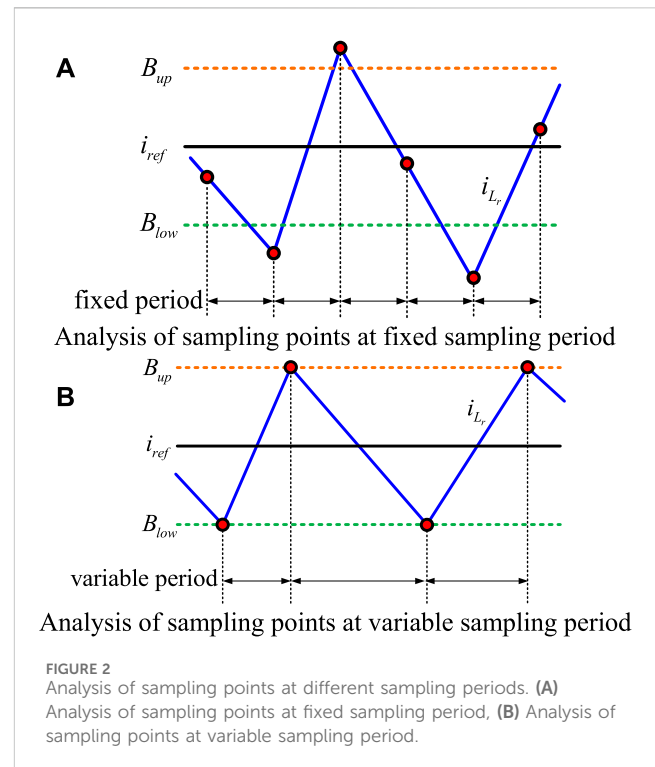 A
B_up
i_ref
i_L_r
B_low
fixed period
Analysis of sampling points at fixed sampling period
B_up
B
i_L_r
i_ref
B_low
variable period
Analysis of sampling points at variable sampling period
FIGURE 2
Analysis of sampling points at different sampling periods. (A)
Analysis of sampling points at fixed sampling period, (B) Analysis of
sampling points at variable sampling period.